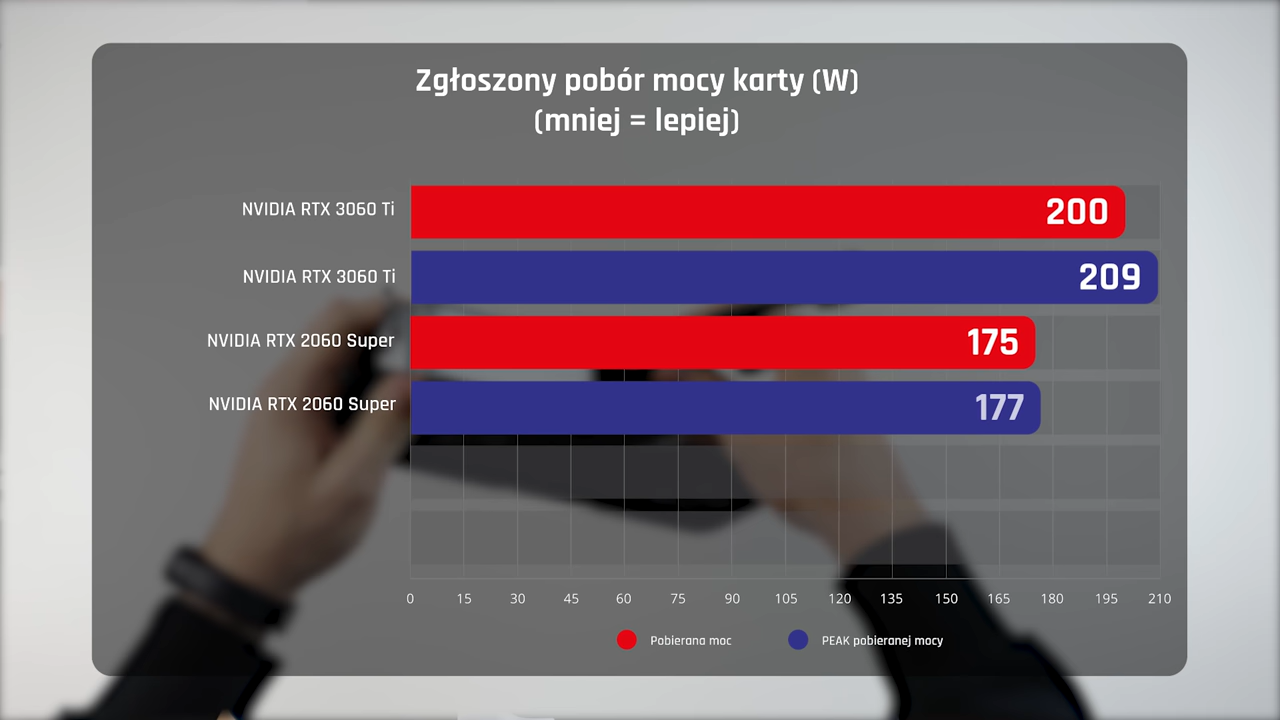 Zgłoszony pobór mocy karty (W)
(mniej = lepiej)
NVIDIA RTX 3060 Ti
200
NVIDIA RTX 3060 Ti
209
NVIDIA RTX 2060 Super
175
NVIDIA RTX 2060 Super
177
0 15 30 45 60 75 90 105 120 135 150 165 180 195 210
Pobierana moc PEAK pobieranej mocy